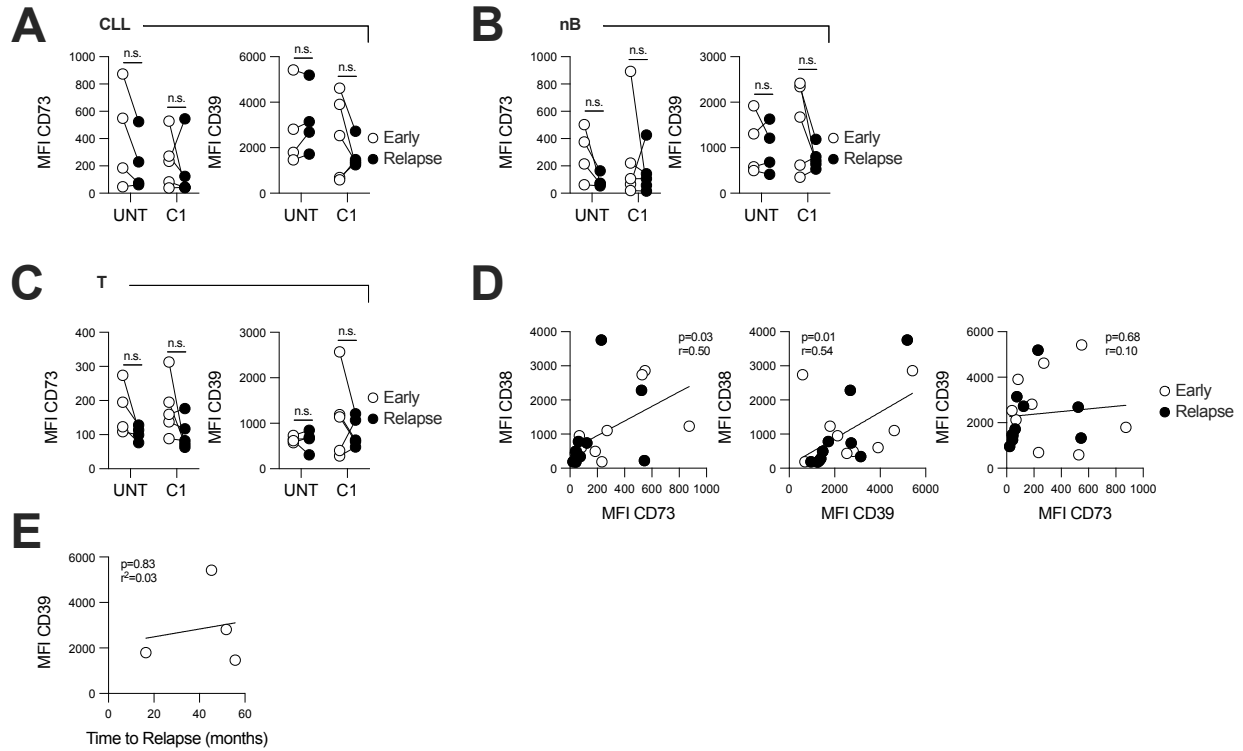 A
CLL
n.s.
n.s.
MFI CD73
1000
800
600
400
200
0
UNT
C1
n.s.
n.s.
MFI CD39
6000
4000
2000
0
UNT
C1
Early
Relapse
B
nB
n.s.
n.s.
MFI CD73
1000
800
600
400
200
0
UNT
C1
n.s.
n.s.
MFI CD39
3000
2000
1000
0
UNT
C1
Early
Relapse
C
T
n.s.
n.s.
MFI CD73
400
300
200
100
0
UNT
C1
n.s.
n.s.
MFI CD39
3000
2000
1000
0
UNT
C1
Early
Relapse
D
p=0.03
r=0.50
MFI CD38
4000
3000
2000
1000
0
0 200 400 600 800 1000
MFI CD73
p=0.01
r=0.54
MFI CD38
4000
3000
2000
1000
0
0 2000 4000 6000
MFI CD39
p=0.68
r=0.10
MFI CD39
6000
5000
4000
3000
2000
1000
0
0 200 400 600 800 1000
MFI CD73
Early
Relapse
E
p=0.83
r²=0.03
MFI CD39
6000
4000
2000
0
0 20 40 60
Time to Relapse (months)